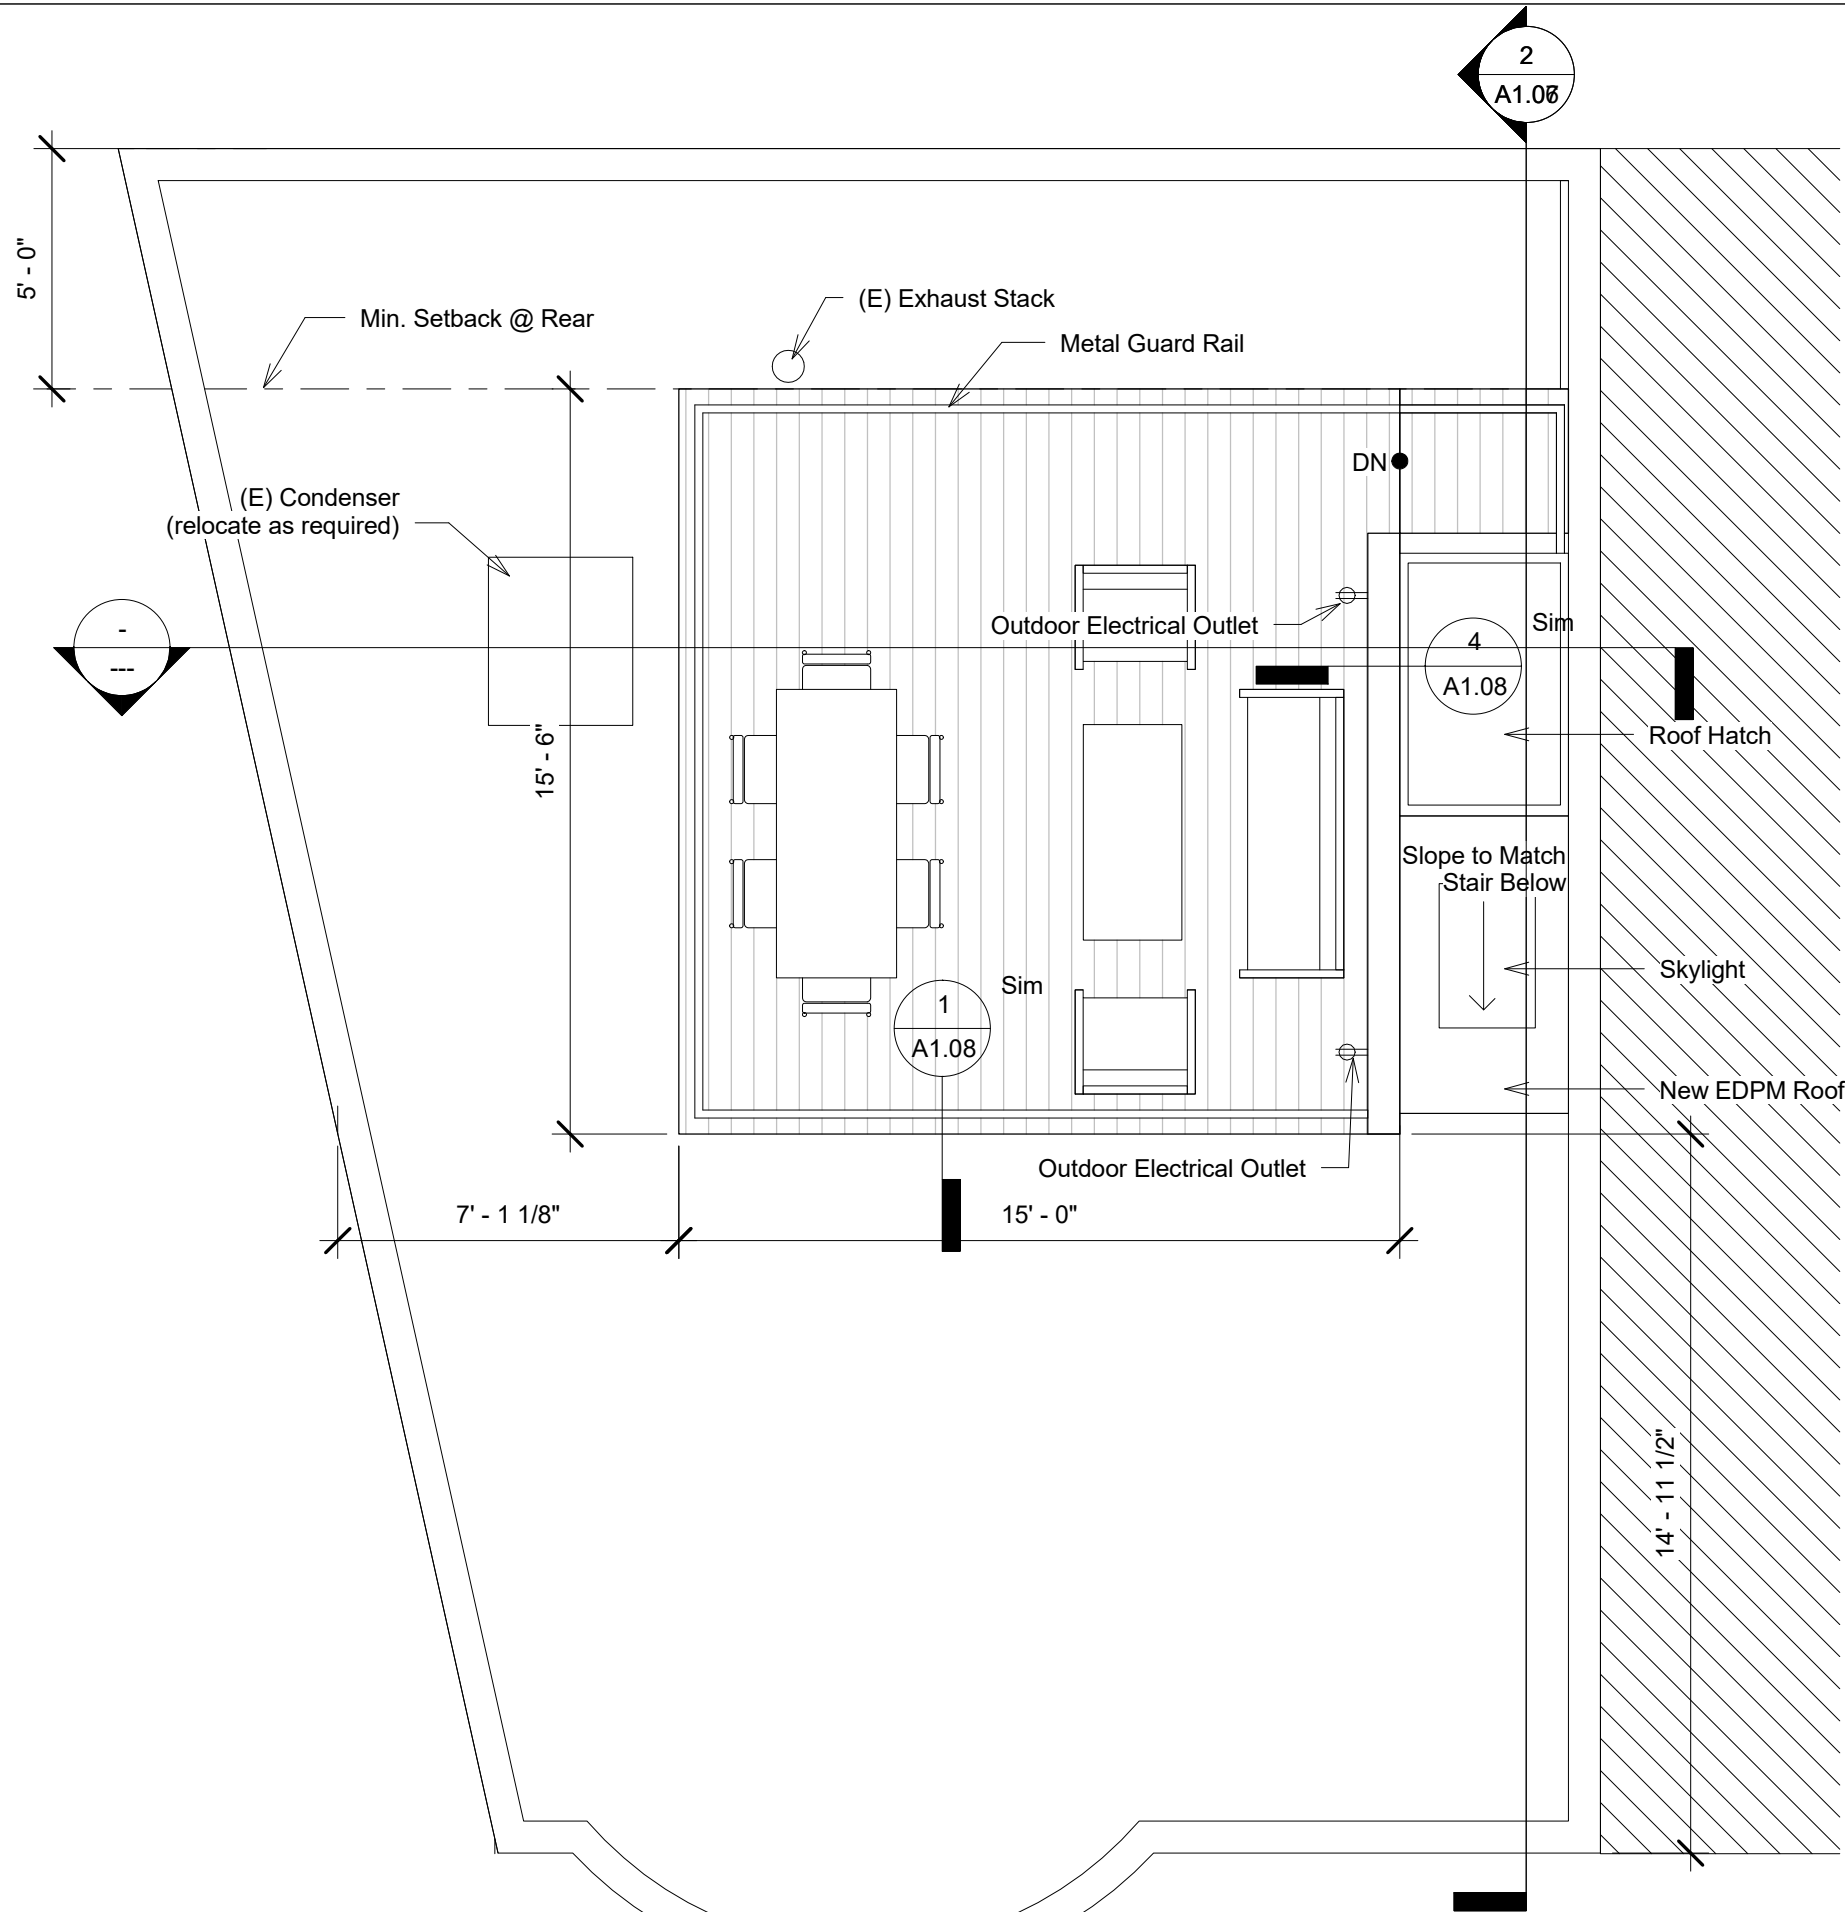 2
A1.06
5' - 0"
Min. Setback @ Rear
(E) Exhaust Stack
Metal Guard Rail
DN
(E) Condenser
(relocate as required)
Outdoor Electrical Outlet
Sim
-
---
4
A1.08
Roof Hatch
15' - 6"
Slope to Match
Stair Below
Skylight
Sim
1
A1.08
New EDPM Roof
Outdoor Electrical Outlet
7' - 1 1/8"
15' - 0"
14' - 11 1/2"